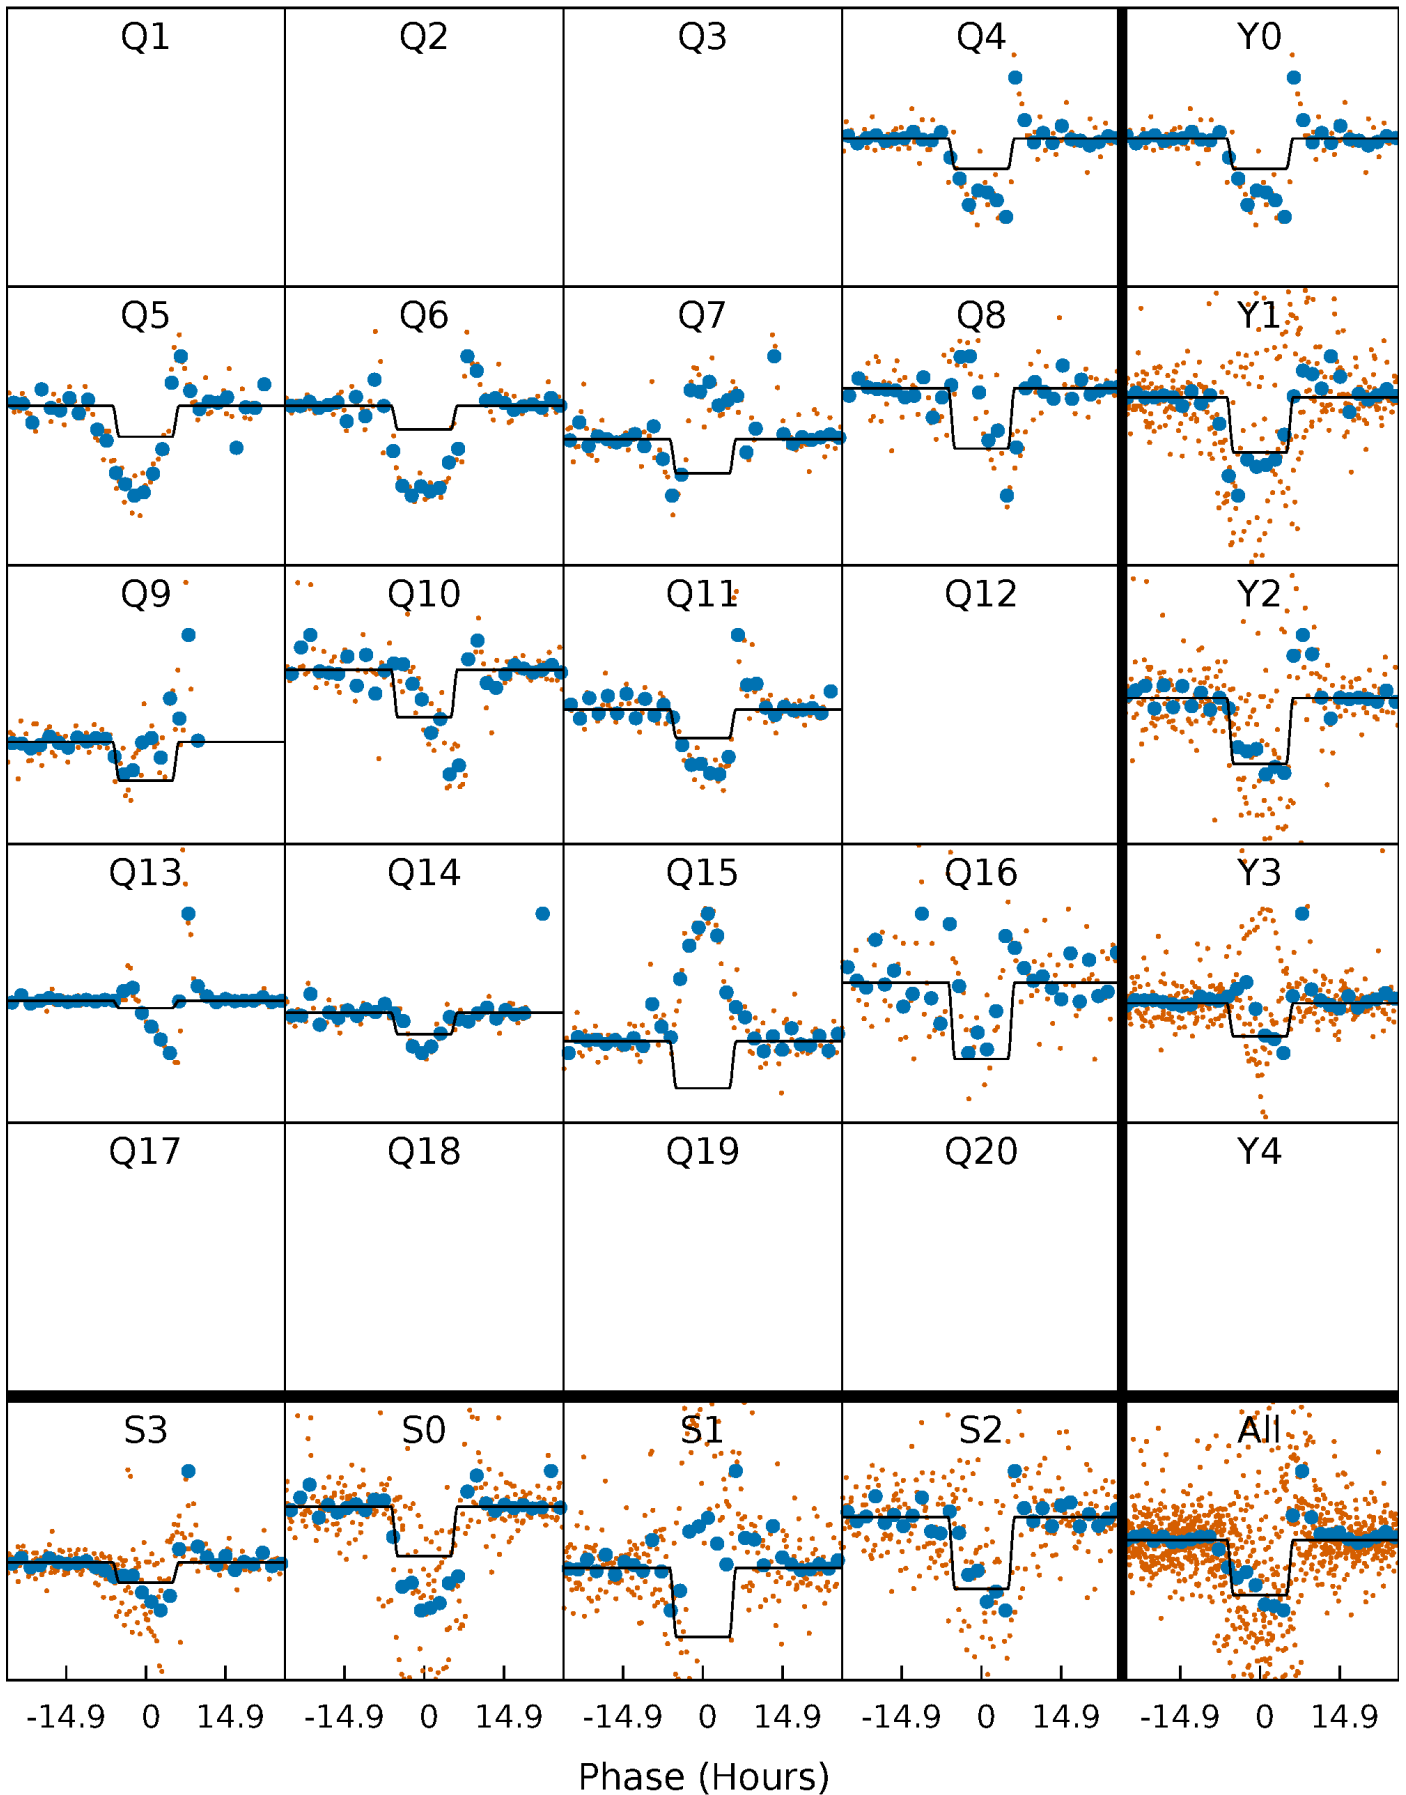 Q1 Q2 Q3 Q4 Y0
Q5 Q6 Q7 Q8 Y1
Q9 Q10 Q11 Q12 Y2
Q13 Q14 Q15 Q16 Y3
Q17 Q18 Q19 Q20 Y4
S3 S0 S1 S2 All
-14.9 0 14.9 -14.9 0 14.9 -14.9 0 14.9 -14.9 0 14.9 -14.9 0 14.9
Phase (Hours)